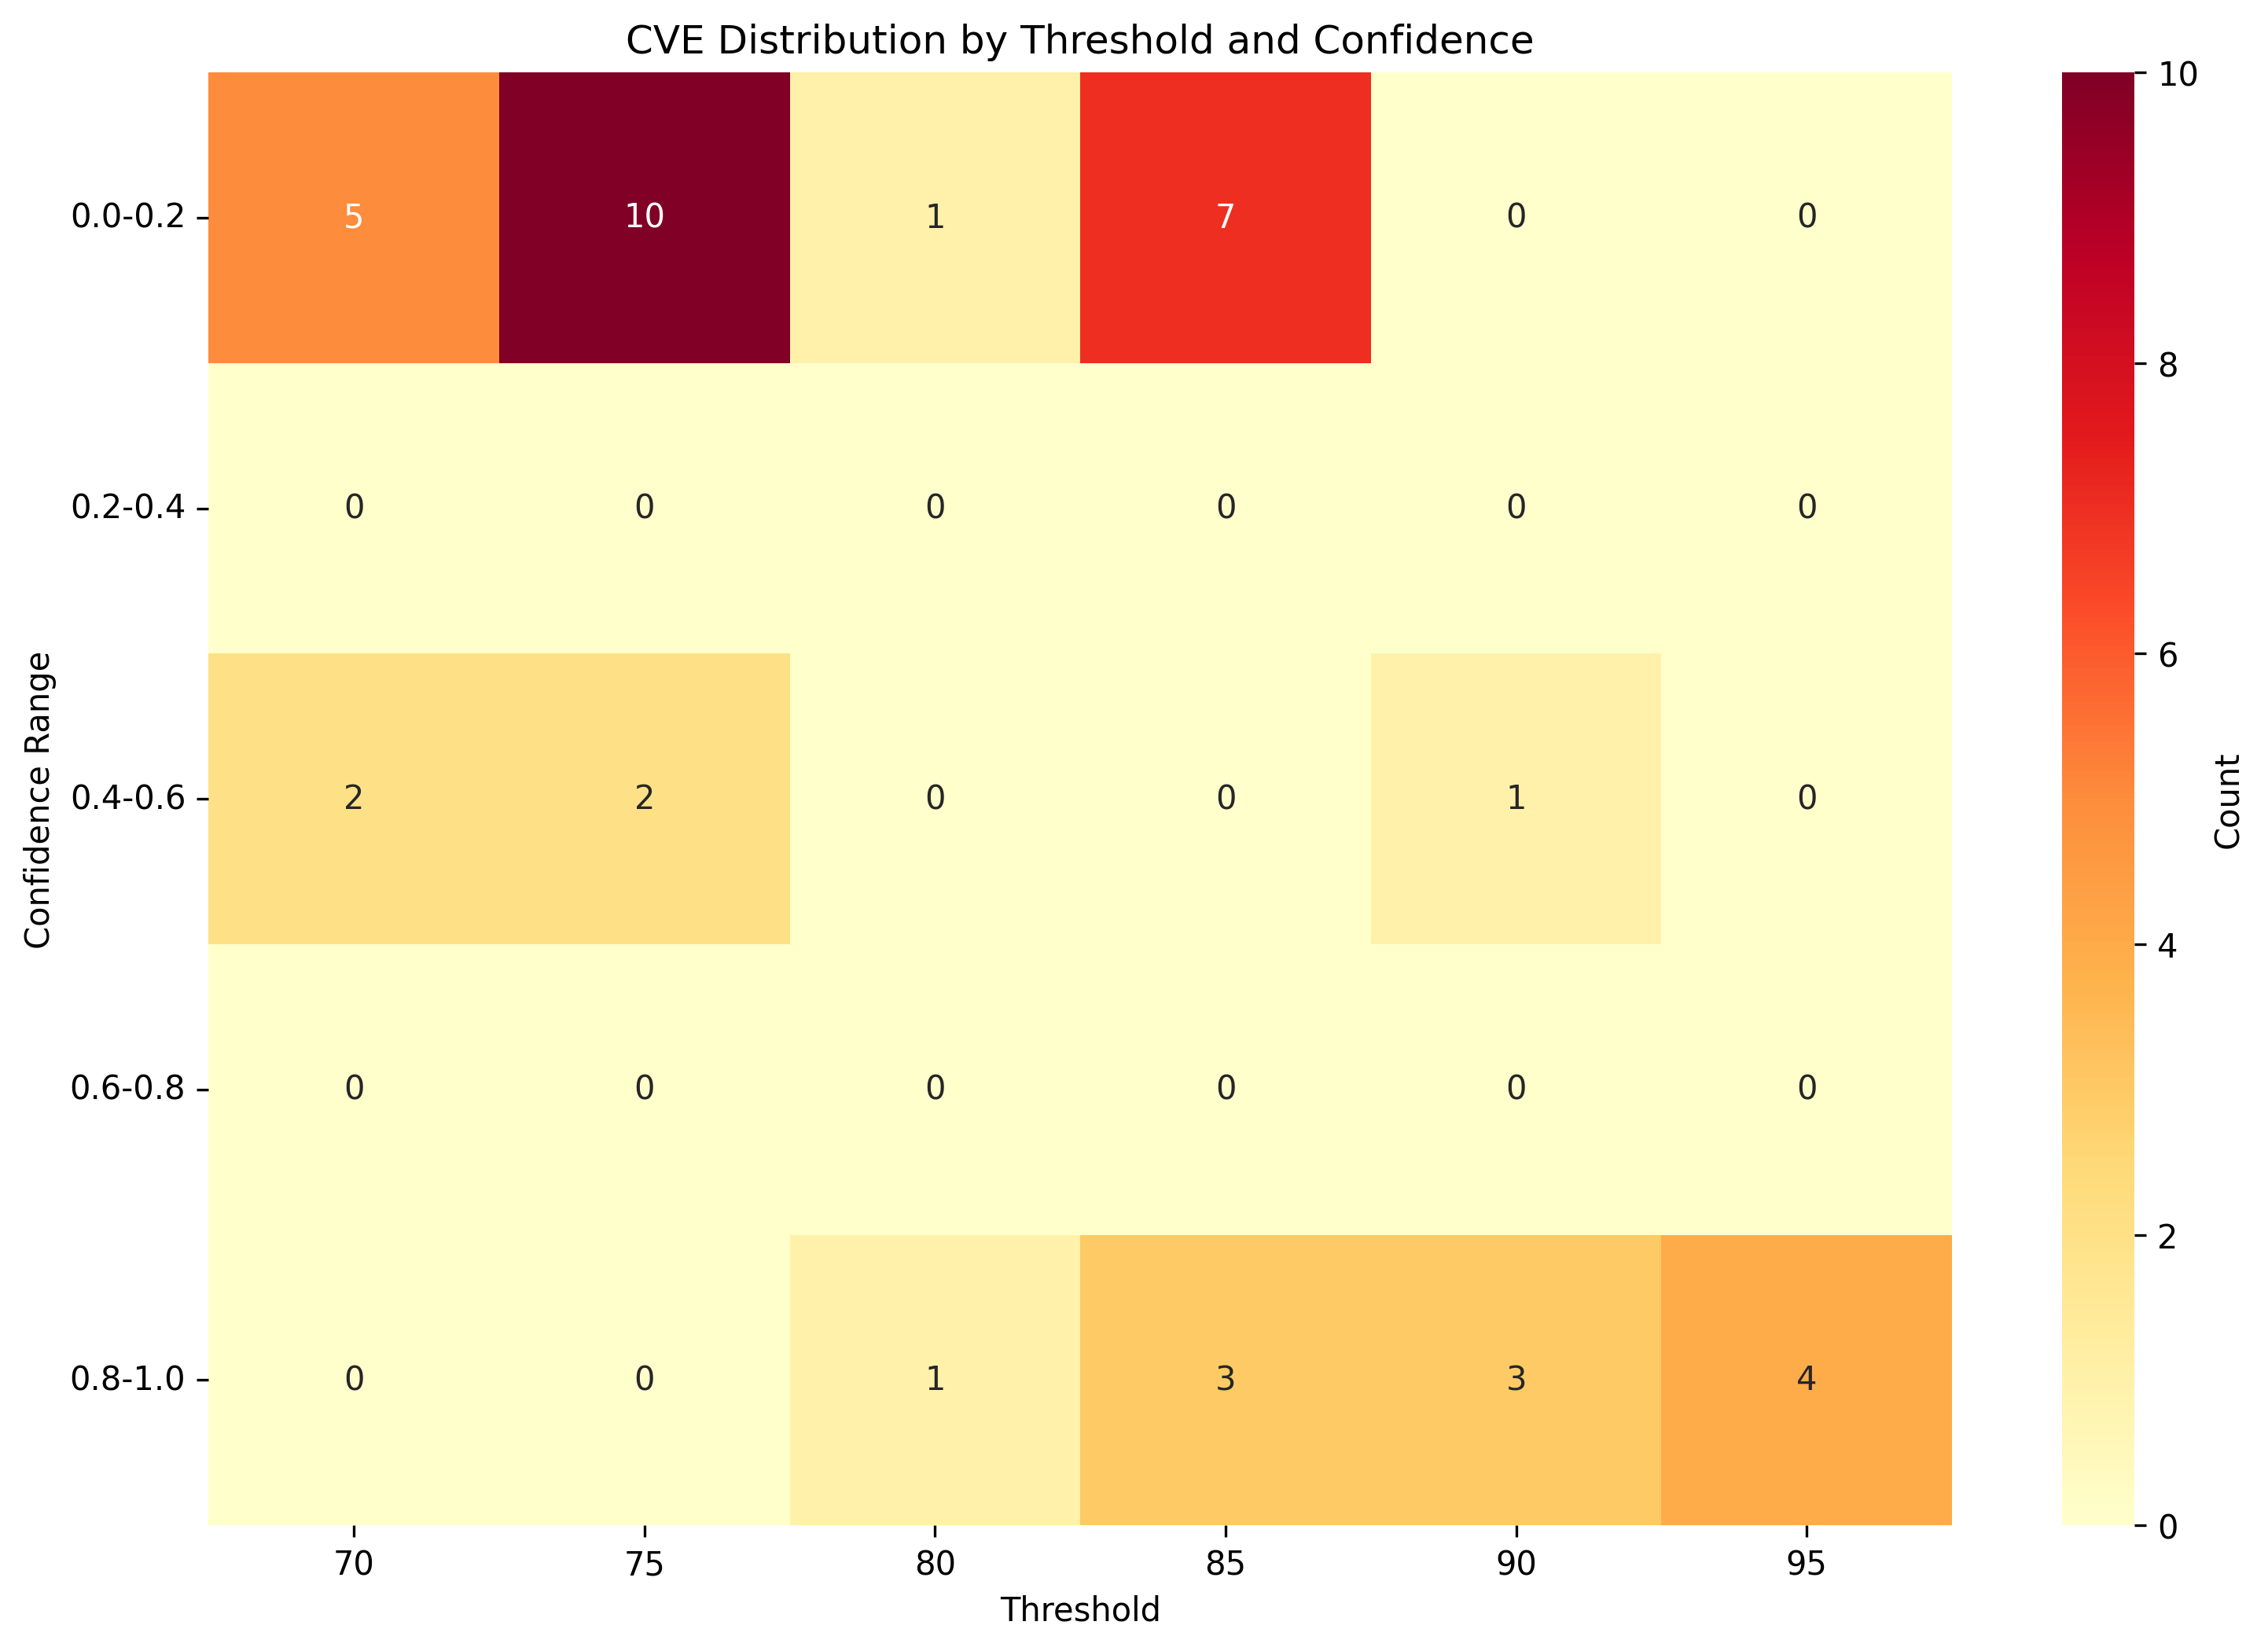 CVE Distribution by Threshold and Confidence
0.0-0.2 5 10 1 7 0 0
0.2-0.4 0 0 0 0 0 0
0.4-0.6 2 2 0 0 1 0
0.6-0.8 0 0 0 0 0 0
0.8-1.0 0 0 1 3 3 4
70 75 80 85 90 95
Threshold
Confidence Range
10
8
6
4
2
0
Count